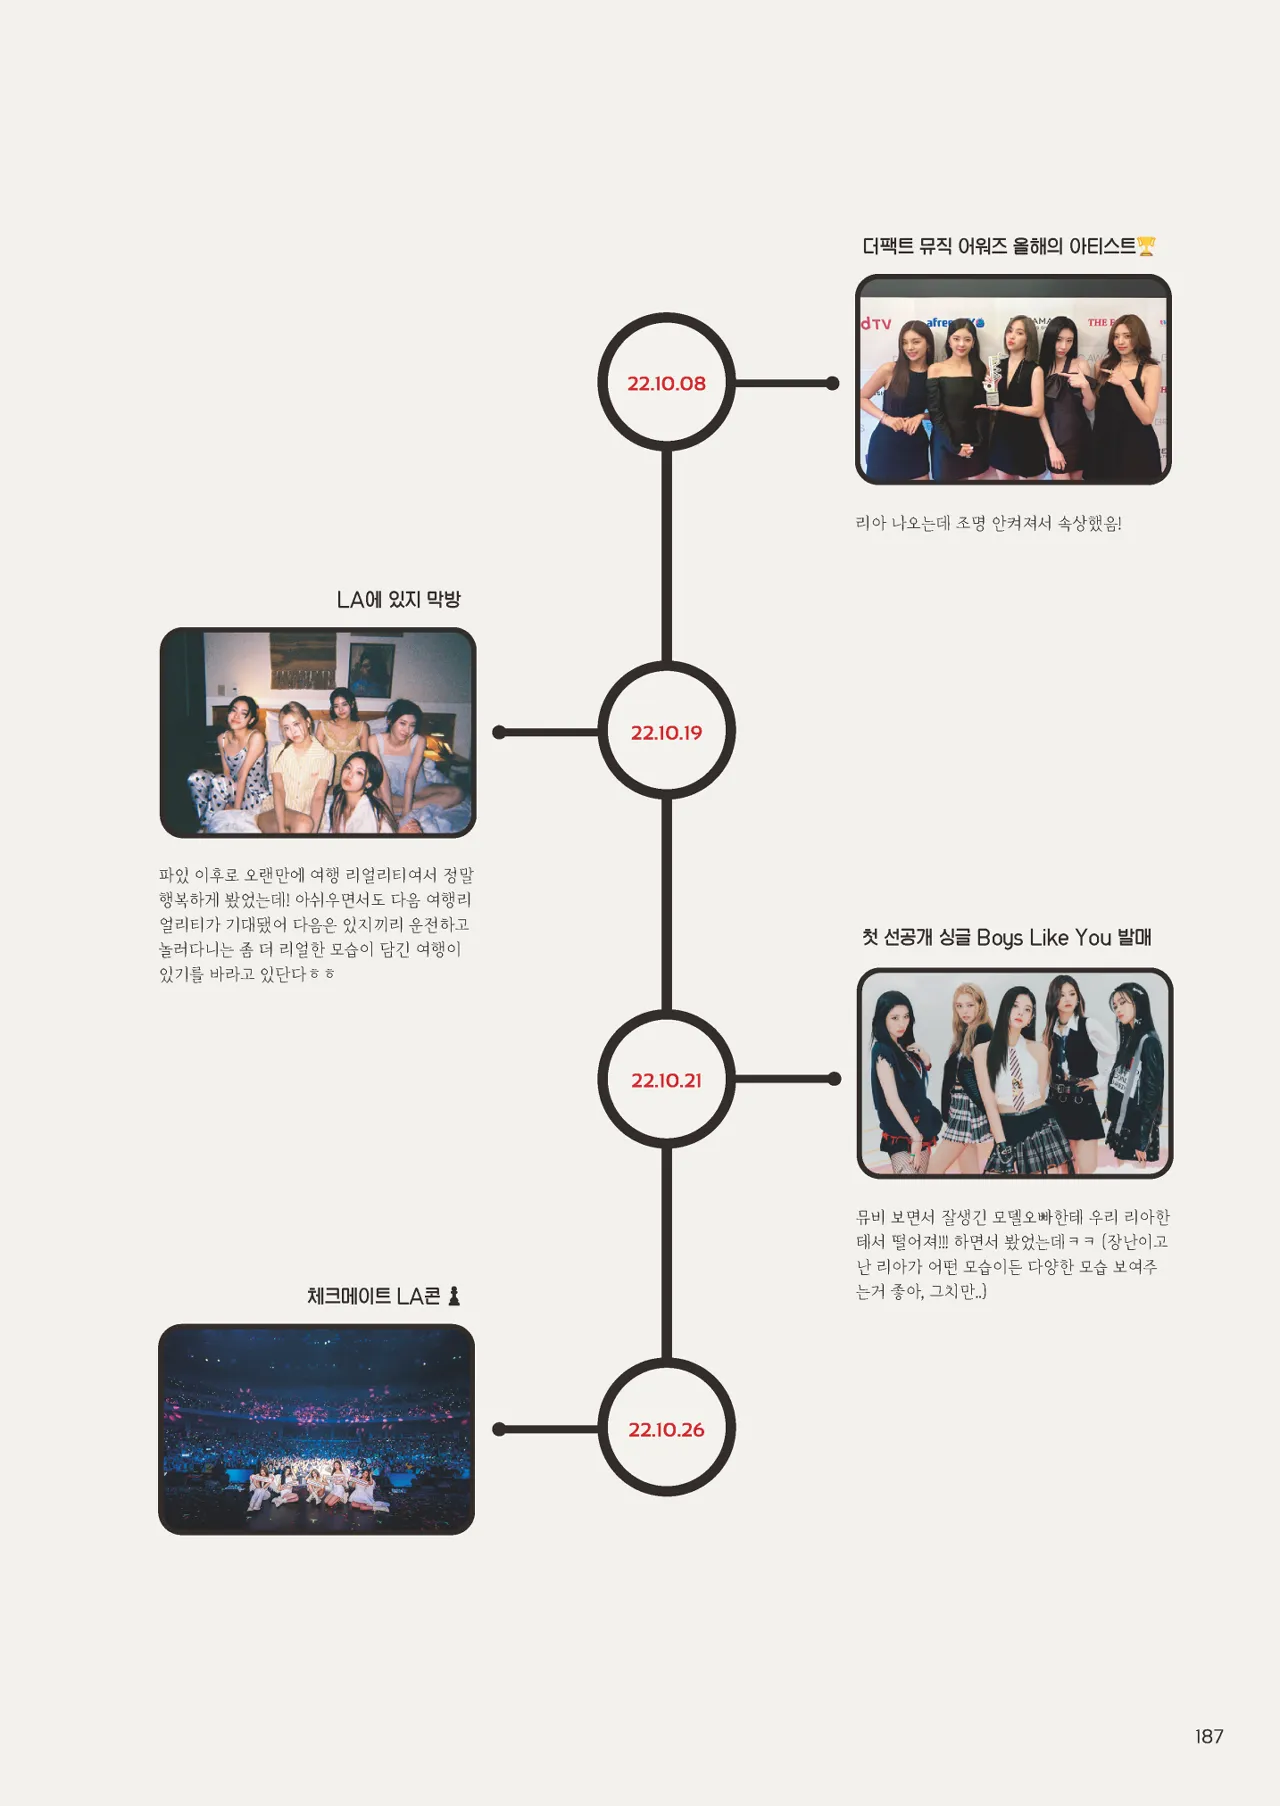 더팩트 뮤직 어워즈 올해의 아티스트🏆
dTV
THE
22.10.08
리아 나오는데 조명 안켜져서 속상했음!
LA에 있지 막방
22.10.19
파있 이후로 오랜만에 여행 리얼리티여서 정말
행복하게 봤었는데! 아쉬우면서도 다음 여행리
얼리티가 기대됐어 다음은 있지끼리 운전하고
놀러다니는 좀 더 리얼한 모습이 담긴 여행이
있기를 바라고 있단다ㅎㅎ
첫 선공개 싱글 Boys Like You 발매
22.10.21
뮤비 보면서 잘생긴 모델오빠한테 우리 리아한
테서 떨어져!!! 하면서 봤었는데ㅋㅋ (장난이고
난 리아가 어떤 모습이든 다양한 모습 보여주
는거 좋아, 그치만..)
체크메이트 LA콘 ♟
22.10.26
187